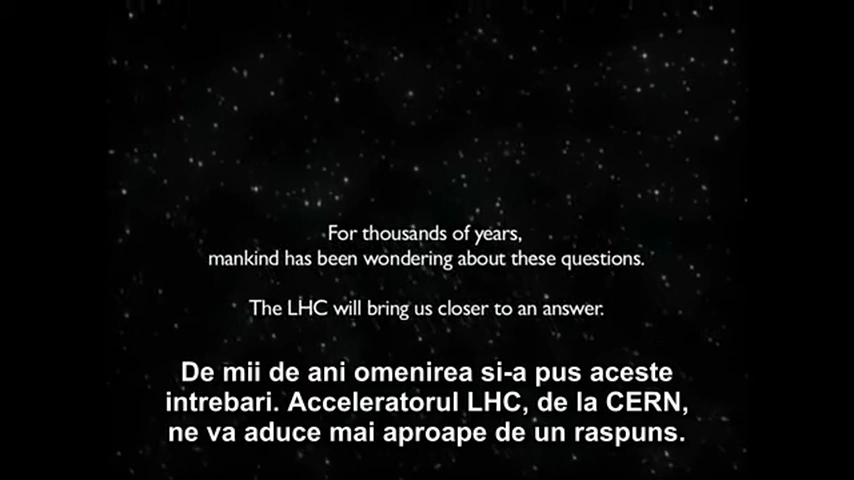 For thousands of years,
mankind has been wondering about these questions.
The LHC will bring us closer to an answer.
De mii de ani omenirea si-a pus aceste
intrebari. Acceleratorul LHC, de la CERN,
ne va aduce mai aproape de un raspuns.